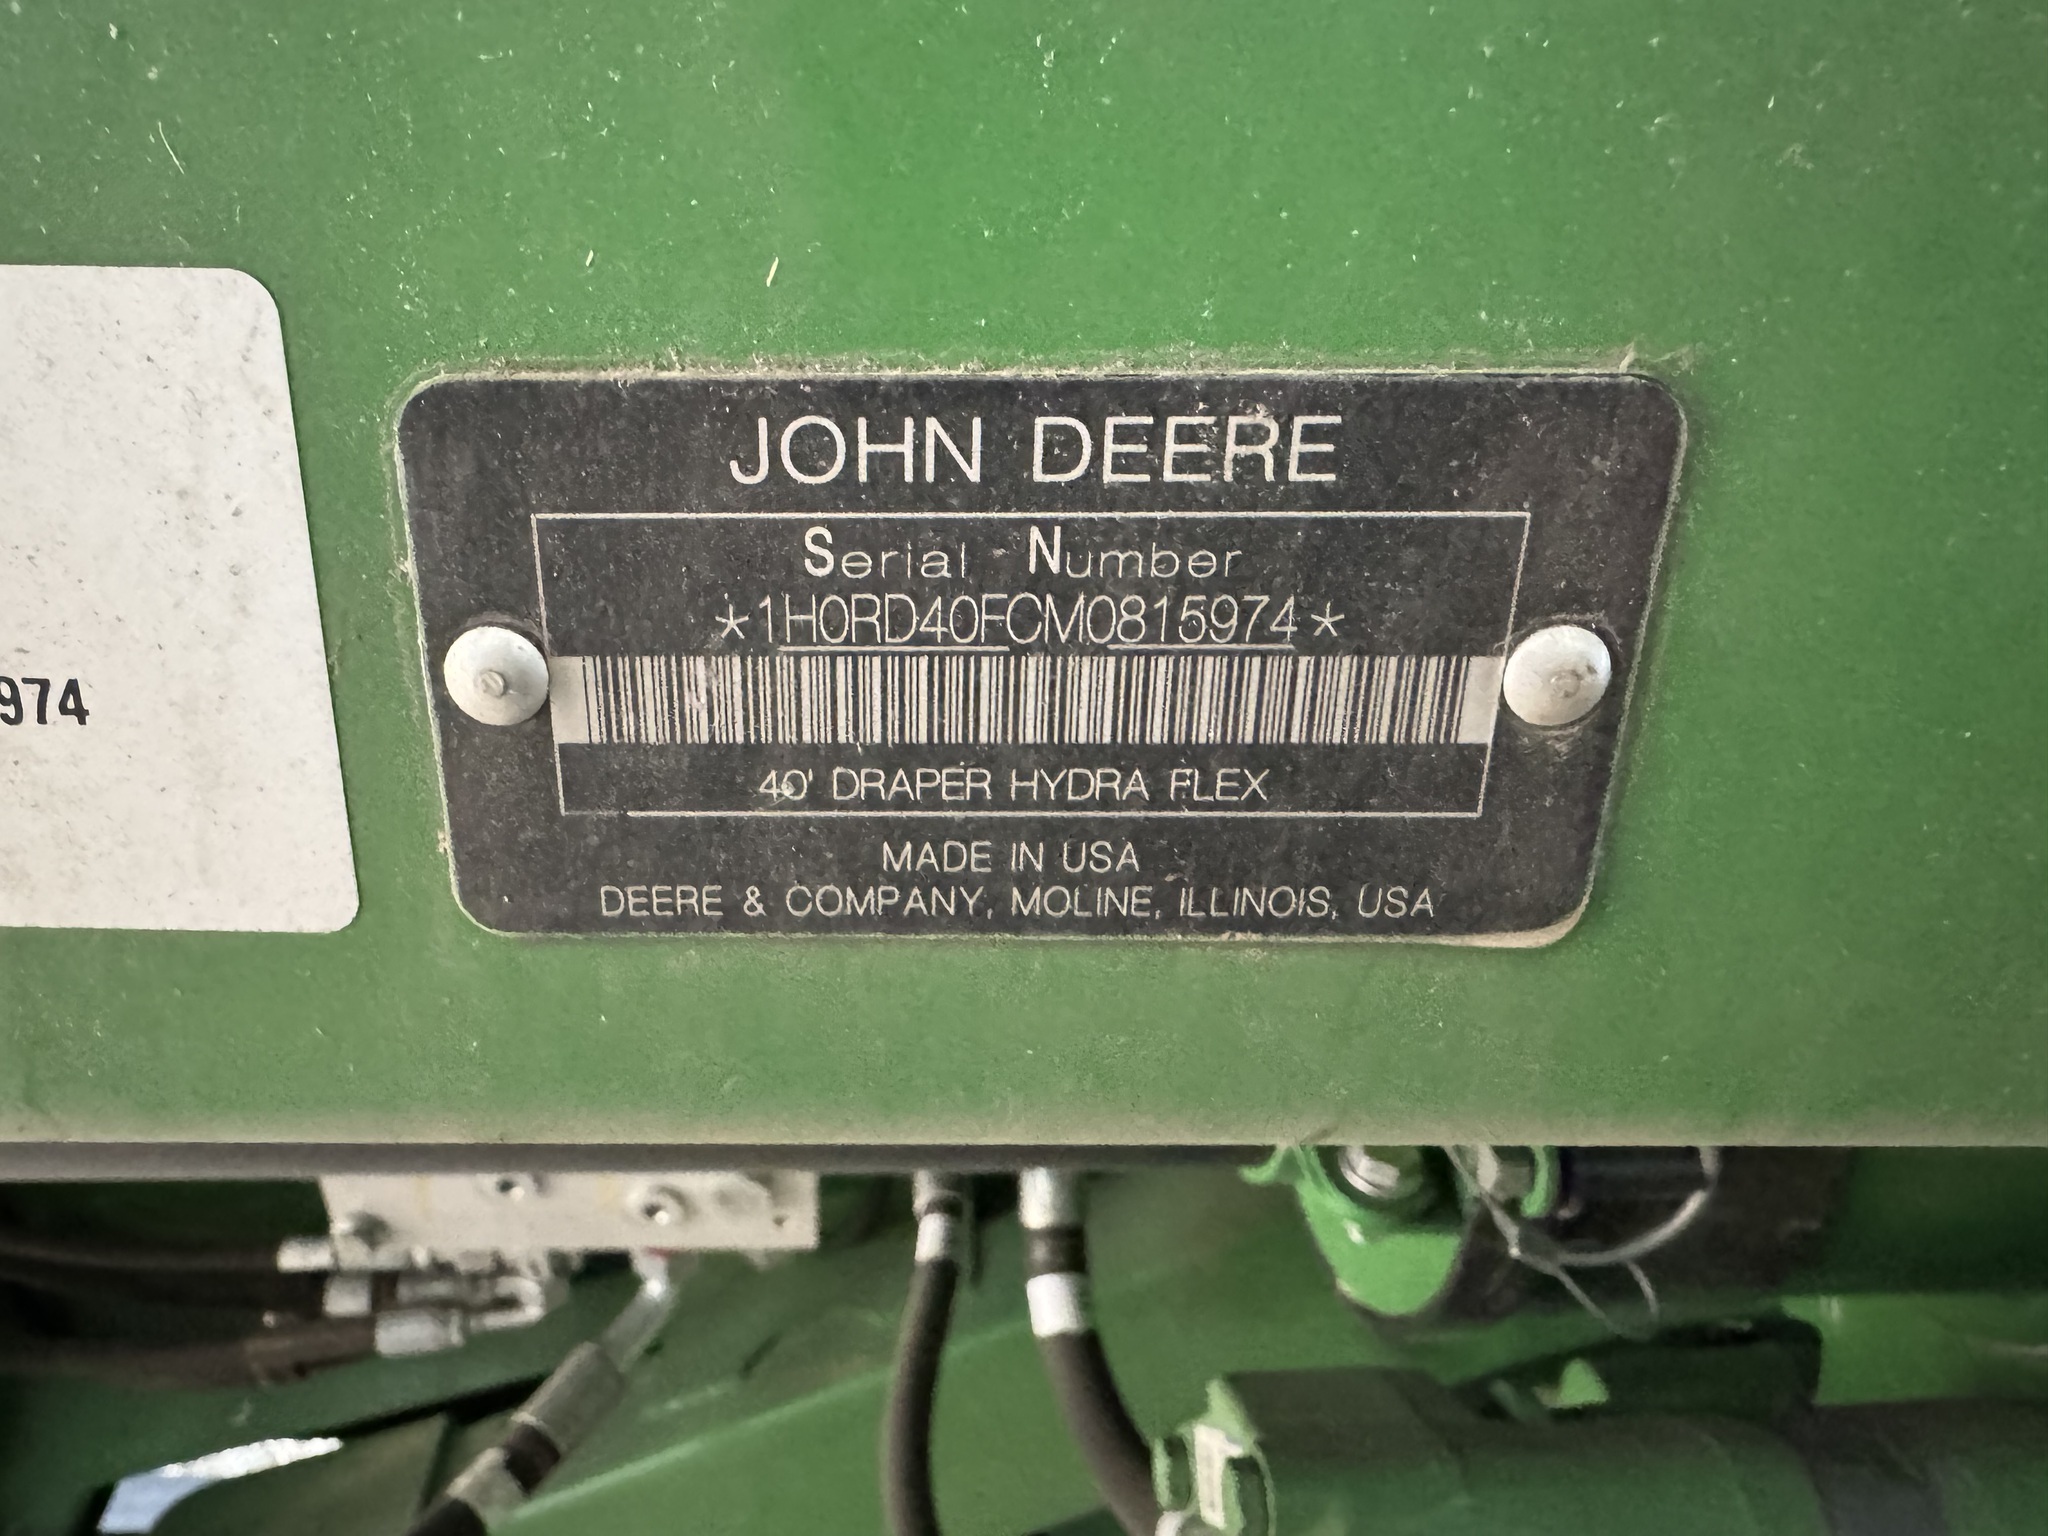 JOHN DEERE
Serial Number
*1H0RD40FCM0815974*
974
40' DRAPER HYDRA FLEX
MADE IN USA
DEERE & COMPANY, MOLINE, ILLINOIS, USA